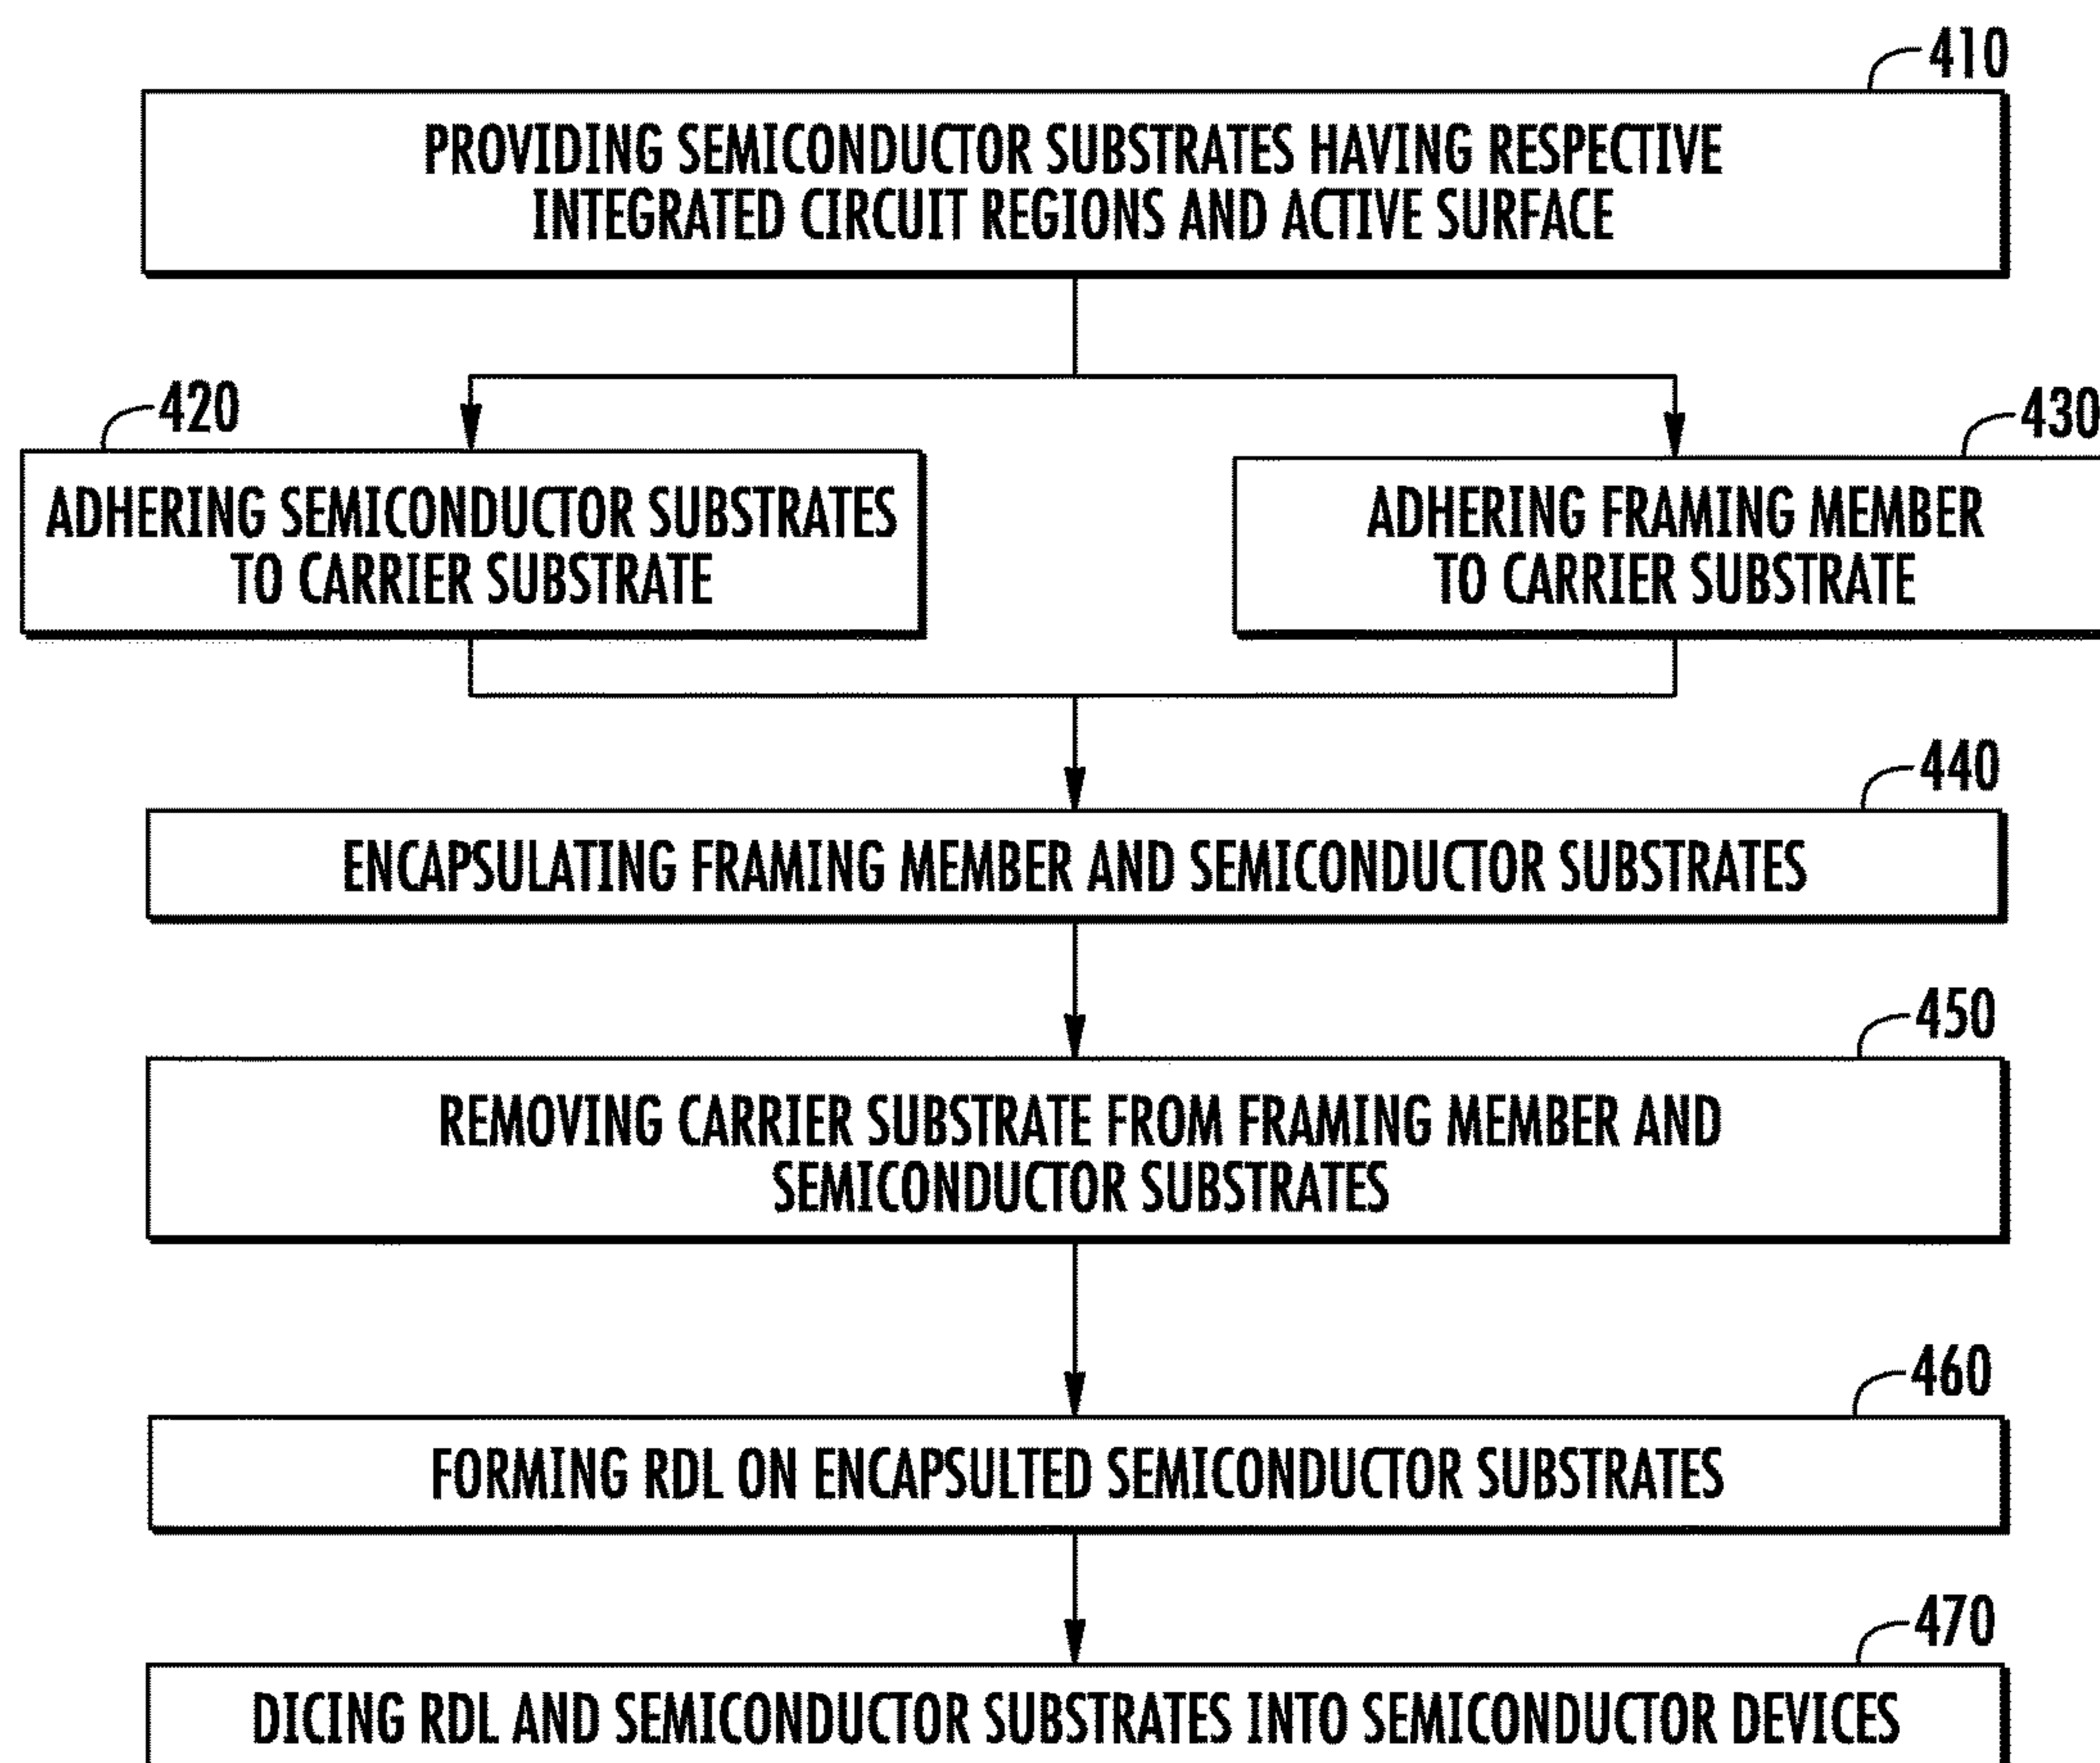 410
PROVIDING SEMICONDUCTOR SUBSTRATES HAVING RESPECTIVE
INTEGRATED CIRCUIT REGIONS AND ACTIVE SURFACE
420
430
ADHERING SEMICONDUCTOR SUBSTRATES
TO CARRIER SUBSTRATE
ADHERING FRAMING MEMBER
TO CARRIER SUBSTRATE
440
ENCAPSULATING FRAMING MEMBER AND SEMICONDUCTOR SUBSTRATES
450
REMOVING CARRIER SUBSTRATE FROM FRAMING MEMBER AND
SEMICONDUCTOR SUBSTRATES
460
FORMING RDL ON ENCAPSULTED SEMICONDUCTOR SUBSTRATES
470
DICING RDL AND SEMICONDUCTOR SUBSTRATES INTO SEMICONDUCTOR DEVICES